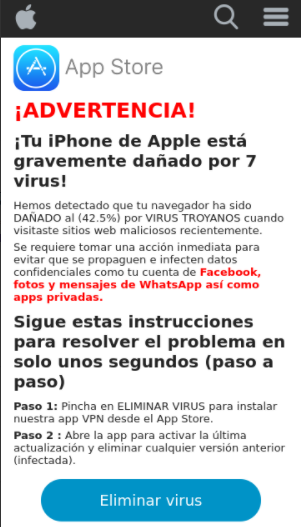 App Store
¡ADVERTENCIA!
¡Tu iPhone de Apple está
gravemente dañado por 7
virus!
Hemos detectado que tu navegador ha sido
DAÑADO al (42.5%) por VIRUS TROYANOS cuando
visitaste sitios web maliciosos recientemente.
Se requiere tomar una acción inmediata para
evitar que se propaguen e infecten datos
confidenciales como tu cuenta de Facebook,
fotos y mensajes de WhatsApp así como
apps privadas.
Sigue estas instrucciones
para resolver el problema en
solo unos segundos (paso a
paso)
Paso 1: Pincha en ELIMINAR VIRUS para instalar
nuestra app VPN desde el App Store.
Paso 2 : Abre la app para activar la última
actualización y eliminar cualquier versión anterior
(infectada).
Eliminar virus